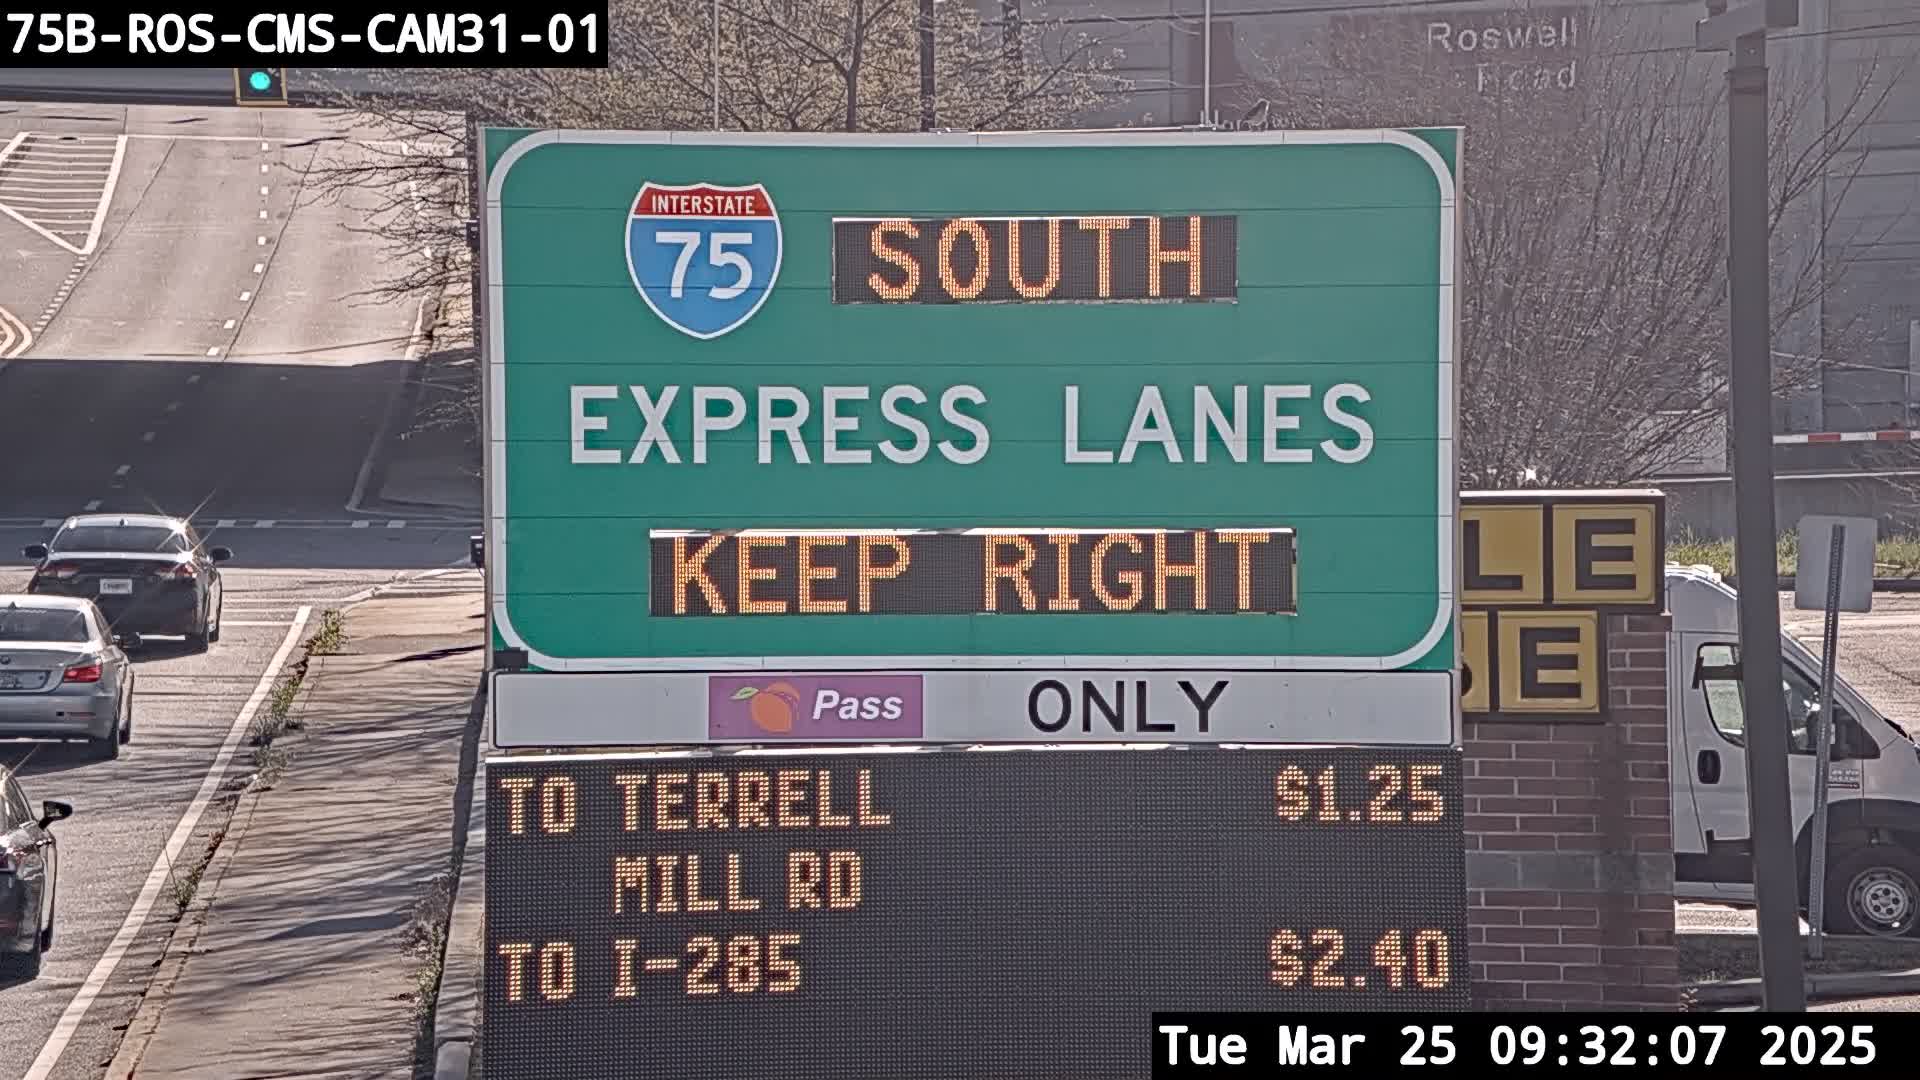 75B-ROS-CMS-CAM31-01
Roswell
Road
INTERSTATE
75
SOUTH
EXPRESS LANES
KEEP RIGHT
LE
E
Pass ONLY
TO TERRELL $1.25
MILL RD
TO I-285 $2.40
Tue Mar 25 09:32:07 2025